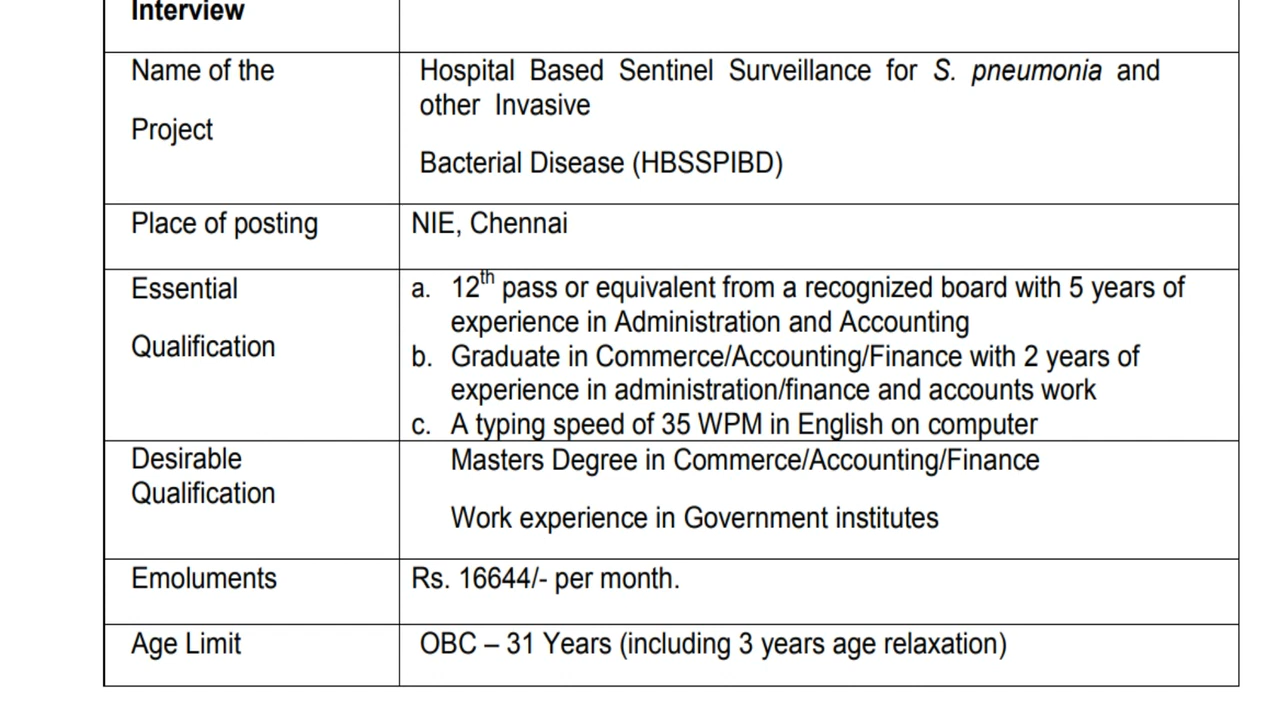 Interview
Name of the
Project
Hospital Based Sentinel Surveillance for S. pneumonia and
other Invasive
Bacterial Disease (HBSSPIBD)
Place of posting
NIE, Chennai
Essential
Qualification
a. 12th pass or equivalent from a recognized board with 5 years of
experience in Administration and Accounting
b. Graduate in Commerce/Accounting/Finance with 2 years of
experience in administration/finance and accounts work
c. A typing speed of 35 WPM in English on computer
Desirable
Qualification
Masters Degree in Commerce/Accounting/Finance
Work experience in Government institutes
Emoluments
Rs. 16644/- per month.
Age Limit
OBC – 31 Years (including 3 years age relaxation)